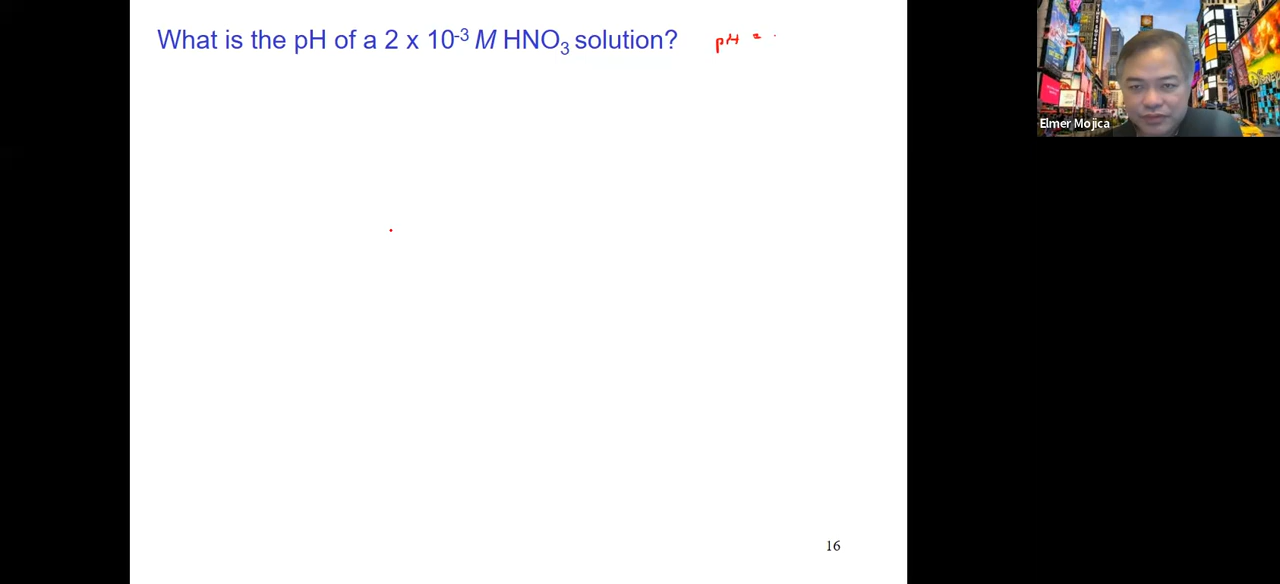 What is the pH of a 2 x 10⁻³ M HNO₃ solution? pH =
Elmer Mojica
16